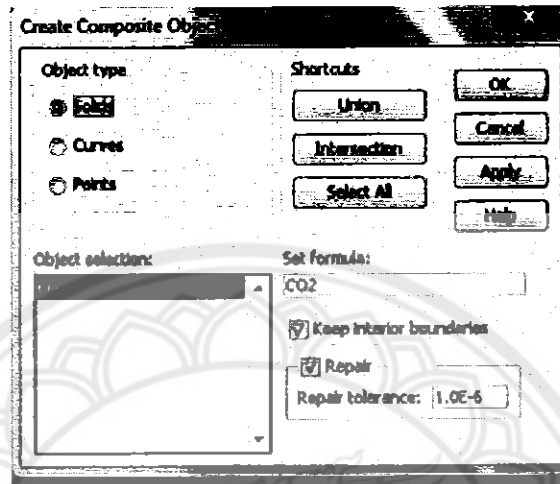 Create Composite Object
Object type
Solids
Curves
Points
Shortcuts
Union
Intersection
Select All
OK
Cancel
Apply
Help
Object selection:
Set formula:
CO2
Keep interior boundaries
Repair
Repair tolerance: 1.0E-6